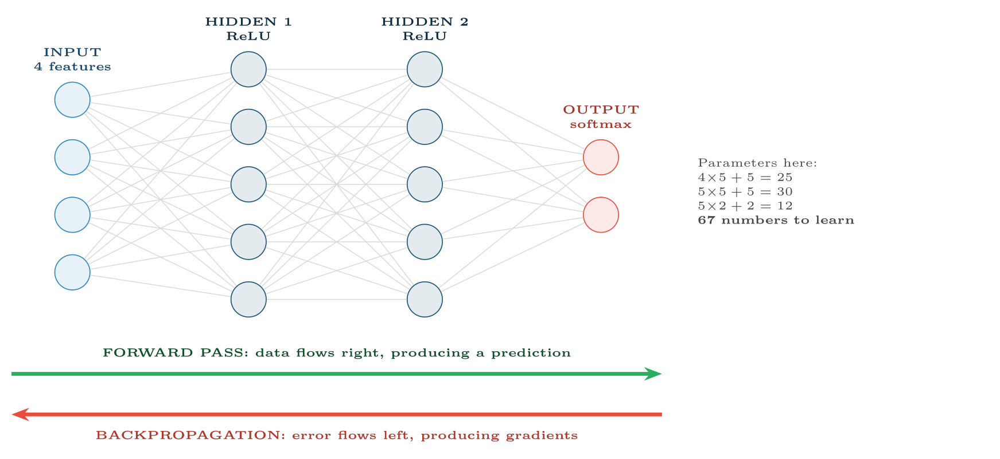 HIDDEN 1
ReLU
HIDDEN 2
ReLU
INPUT
4 features
OUTPUT
softmax
Parameters here:
4×5 + 5 = 25
5×5 + 5 = 30
5×2 + 2 = 12
67 numbers to learn
FORWARD PASS: data flows right, producing a prediction
BACKPROPAGATION: error flows left, producing gradients